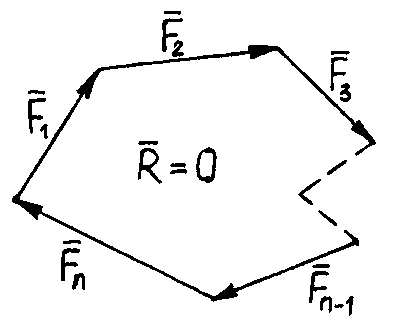 F̅₂
F̅₃
F̅₁
R̅ = 0
F̅ₙ
F̅ₙ₋₁